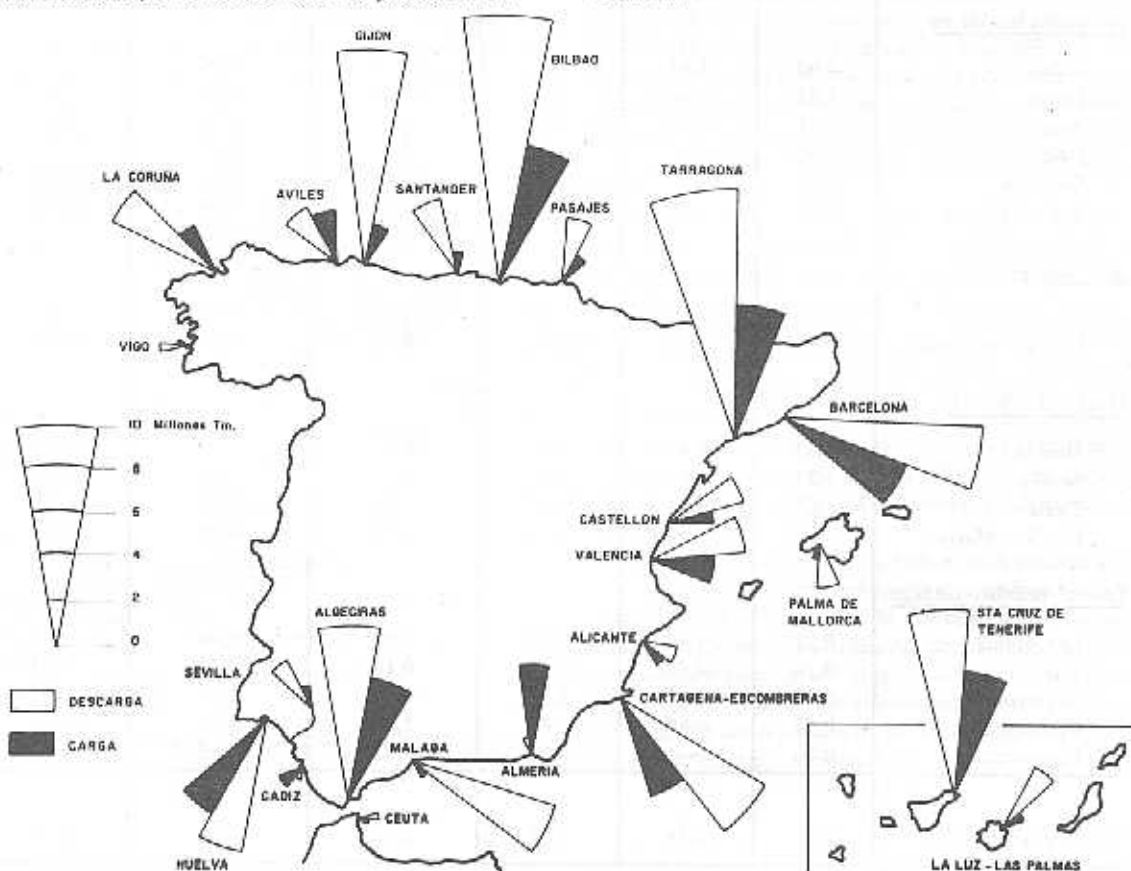 GIJON
BILBAO
LA CORUÑA
AVILES
SANTANDER
PASAJES
TARRAGONA
VIGO
BARCELONA
10 Millones Tm.
8
6
4
2
0
CASTELLON
VALENCIA
PALMA DE
MALLORCA
STA CRUZ DE
TENERIFE
ALGECIRAS
ALICANTE
SEVILLA
CARTAGENA-ESCOMBRERAS
DESCARGA
CARGA
MALAGA
ALMERIA
CADIZ
CEUTA
HUELVA
LA LUZ - LAS PALMAS